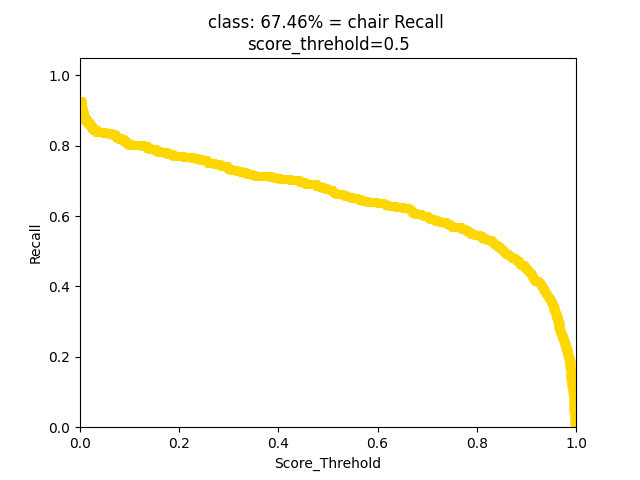 class: 67.46% = chair Recall
score_threhold=0.5
1.0
0.8
0.6
0.4
0.2
0.0
Recall
0.0 0.2 0.4 0.6 0.8 1.0
Score_Threhold